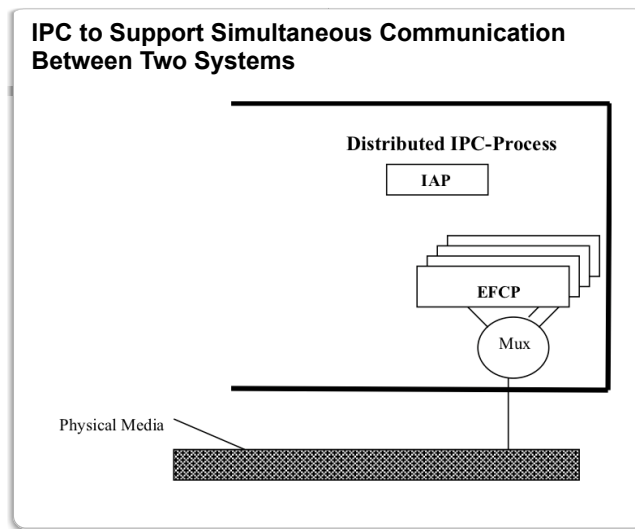 IPC to Support Simultaneous Communication
Between Two Systems
Distributed IPC-Process
IAP
EFCP
Mux
Physical Media